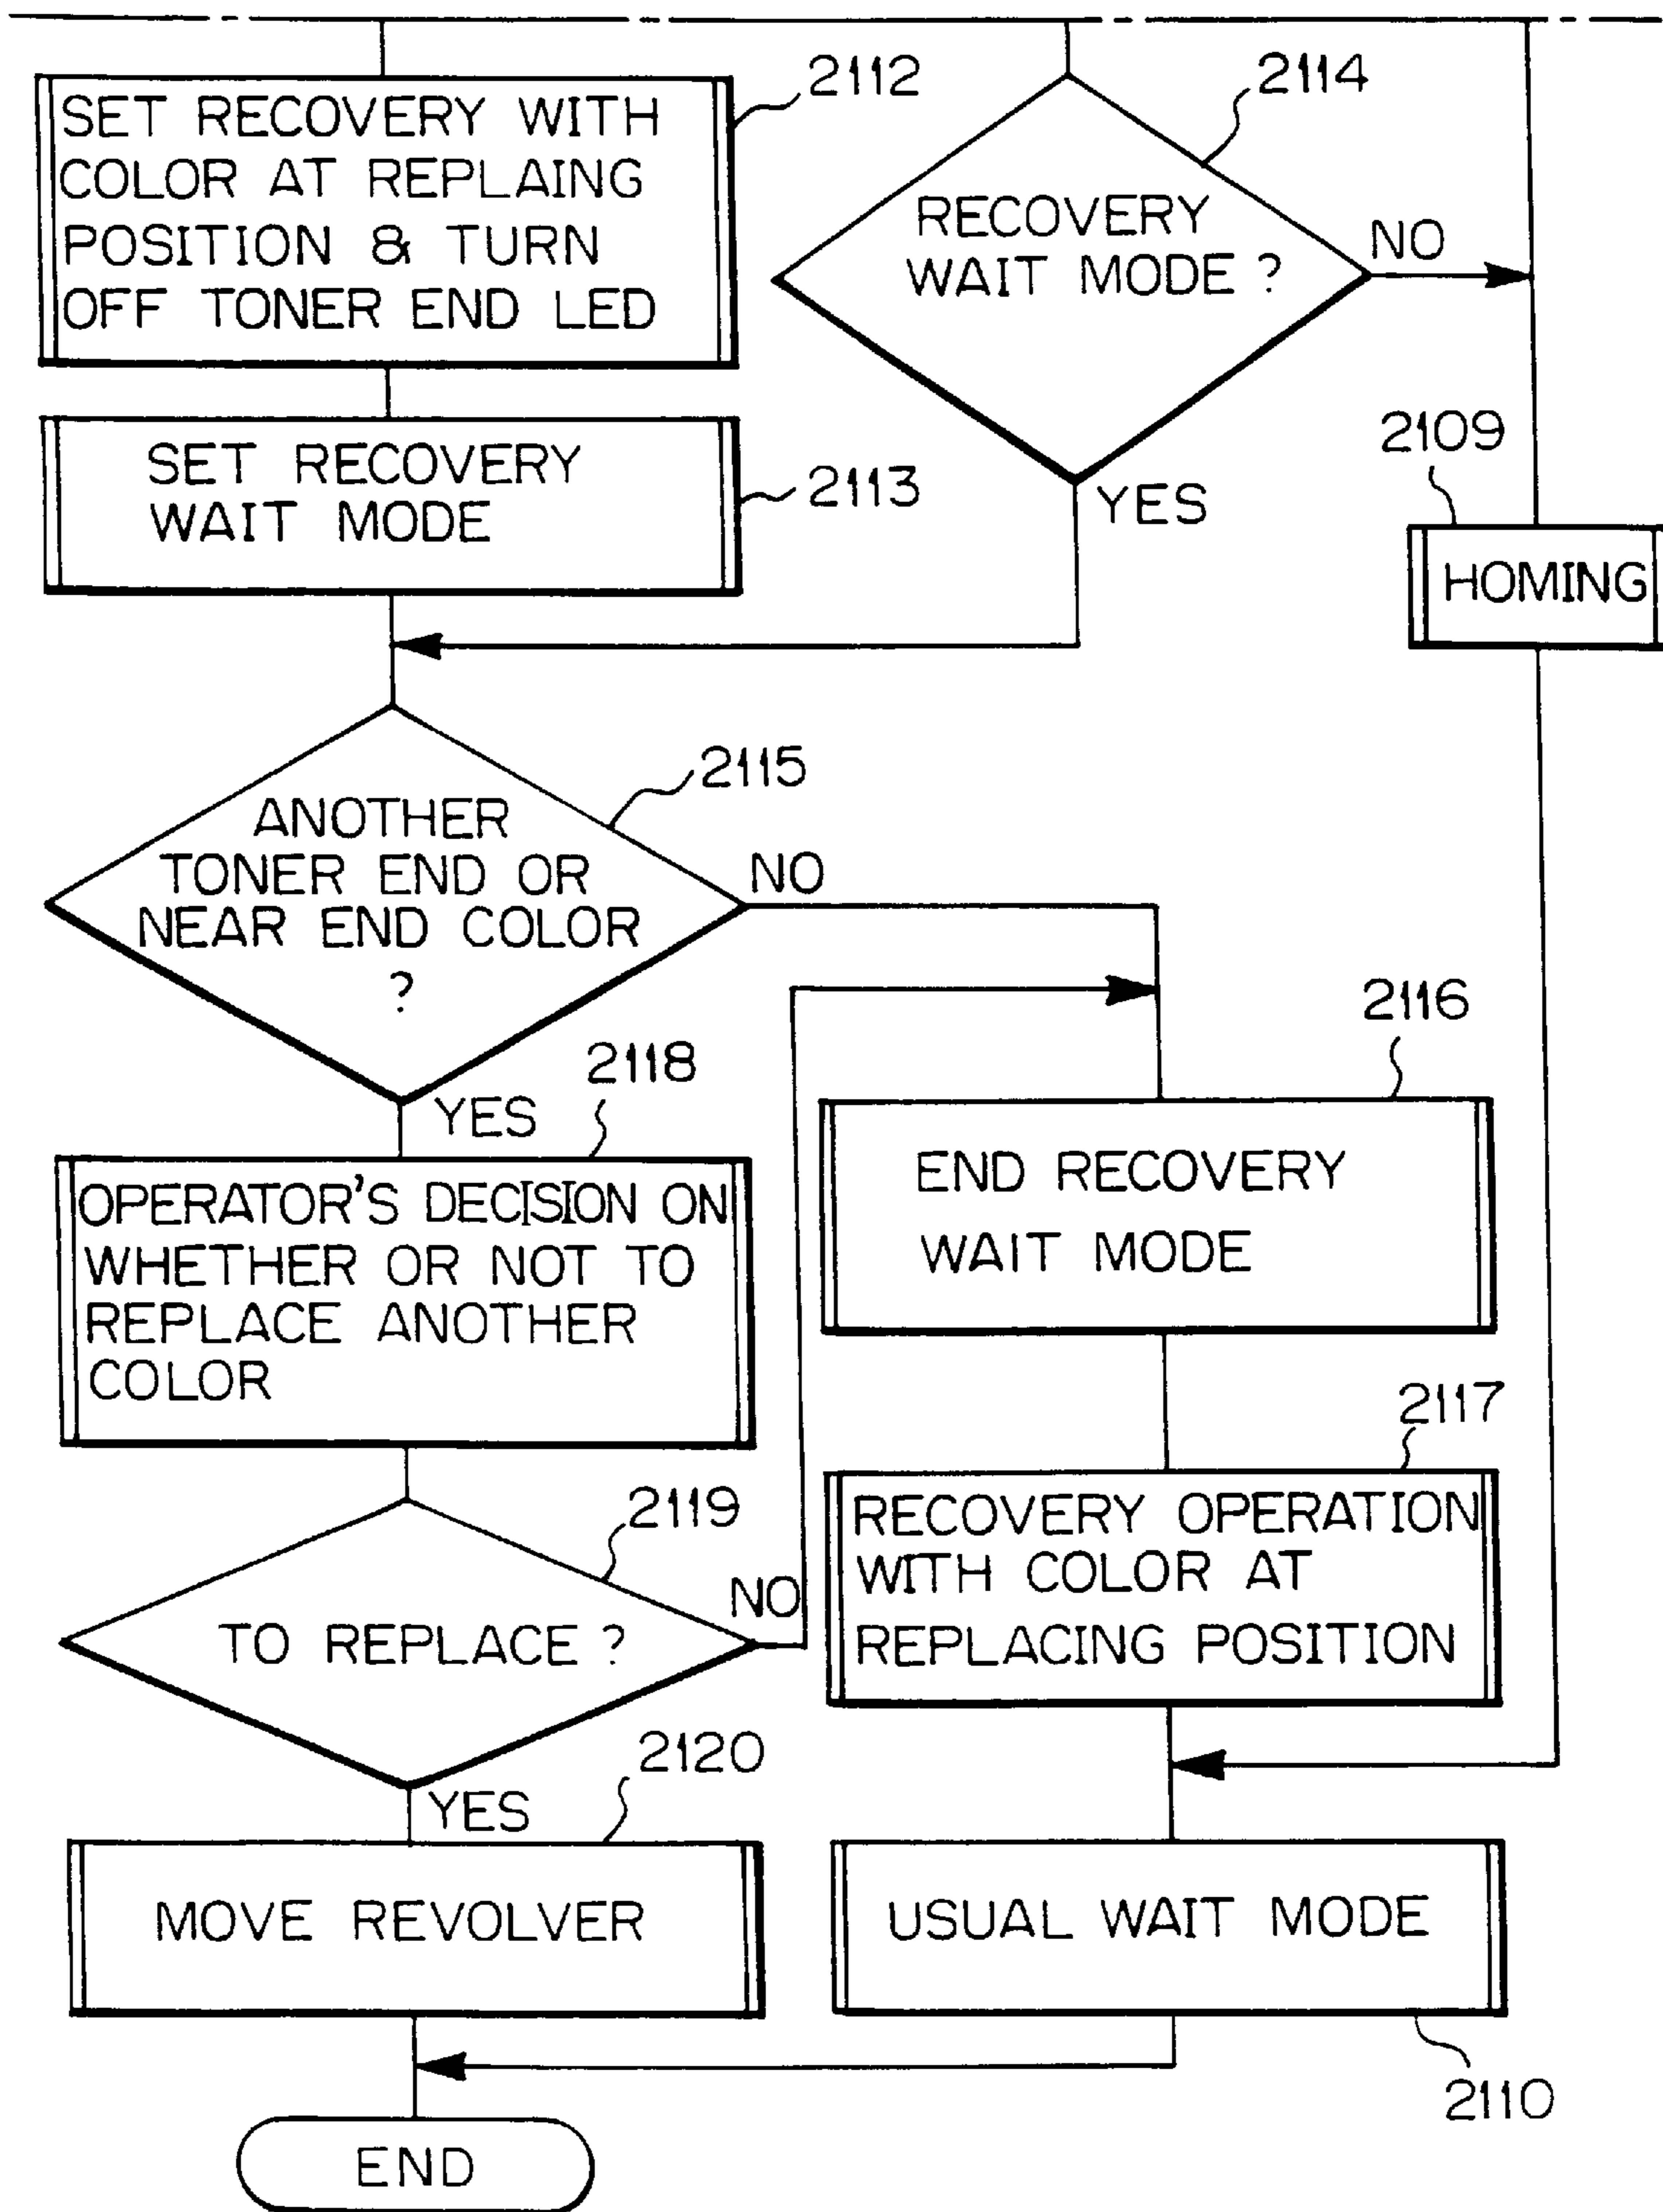 2112
SET RECOVERY WITH
COLOR AT REPLAING
POSITION & TURN
OFF TONER END LED
2114
RECOVERY
WAIT MODE ?
NO
YES
2113
SET RECOVERY
WAIT MODE
2109
HOMING
2115
ANOTHER
TONER END OR
NEAR END COLOR
?
NO
YES
2118
OPERATOR'S DECISION ON
WHETHER OR NOT TO
REPLACE ANOTHER
COLOR
2116
END RECOVERY
WAIT MODE
2119
TO REPLACE ?
NO
YES
2117
RECOVERY OPERATION
WITH COLOR AT
REPLACING POSITION
2120
MOVE REVOLVER
USUAL WAIT MODE
2110
END